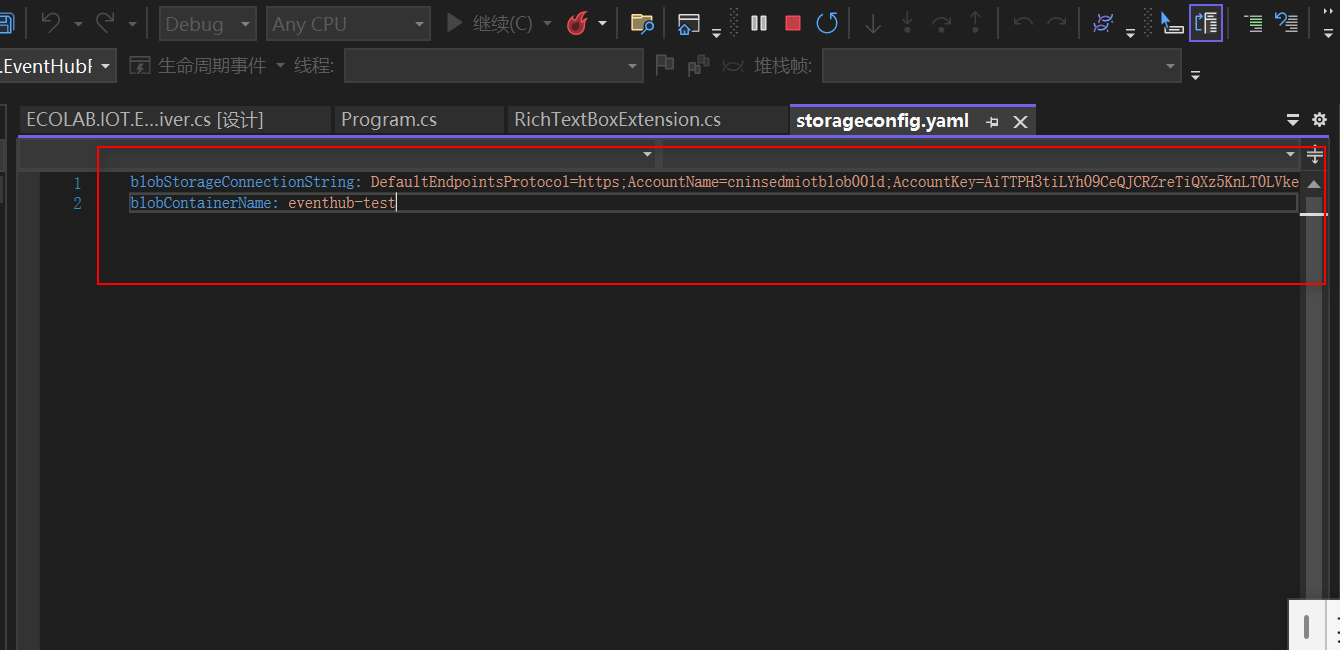 Debug
Any CPU
继续(C)
.EventHubF
生命周期事件
线程:
堆栈帧:
ECOLAB.IOT.E...iver.cs [设计]
Program.cs
RichTextBoxExtension.cs
storageconfig.yaml
1 blobStorageConnectionString: DefaultEndpointsProtocol=https;AccountName=cninsedmiotblob001d;AccountKey=AiTTPH3tiLYh09CeQJCRZreTiQXz5KnLT0LVke
2 blobContainerName: eventhub-test